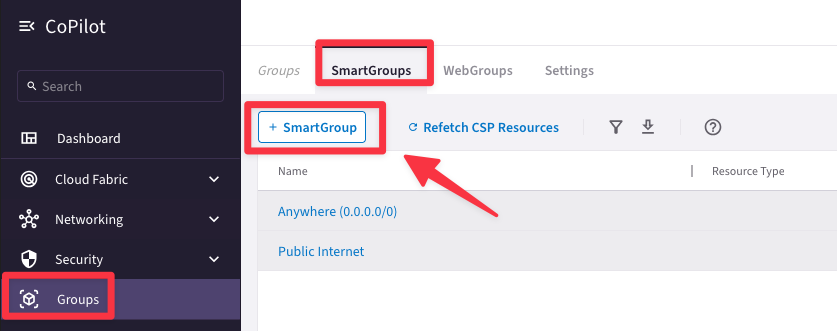 CoPilot
Search
Dashboard
Cloud Fabric
Networking
Security
Groups
Groups SmartGroups WebGroups Settings
+ SmartGroup Refetch CSP Resources
Name Resource Type
Anywhere (0.0.0.0/0)
Public Internet